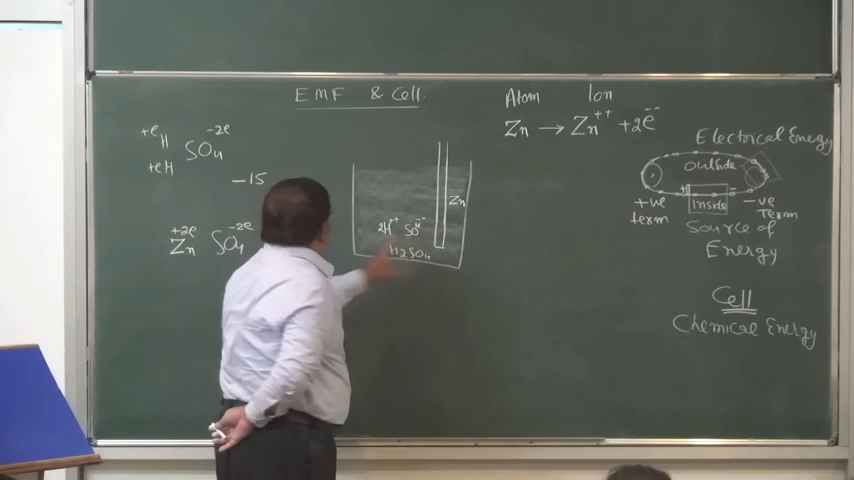 EMF & Cell.
+e H SO4 -2e
+e H
-15
+2e Zn SO4 -2e
Zn
2H++ SO4--
H2SO4
Atom Ion
Zn → Zn++ + 2e--
Electrical Energy
Outside
+ -
Inside
+ve term
-ve Term
Source of
Energy
Cell
Chemical Energy